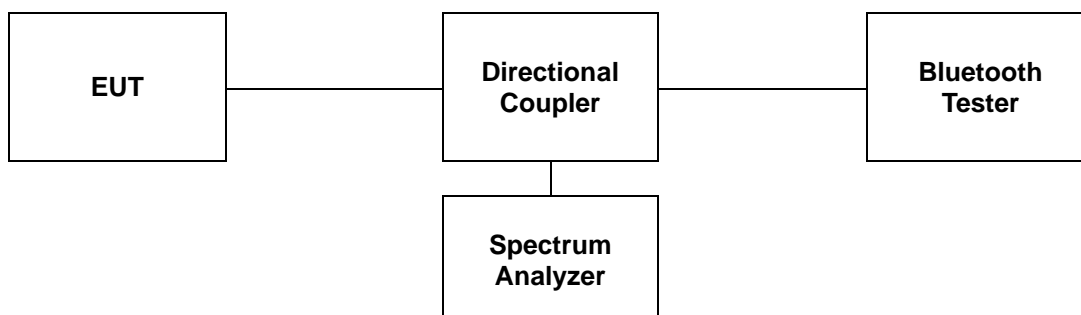 EUT
Directional
Coupler
Bluetooth
Tester
Spectrum
Analyzer